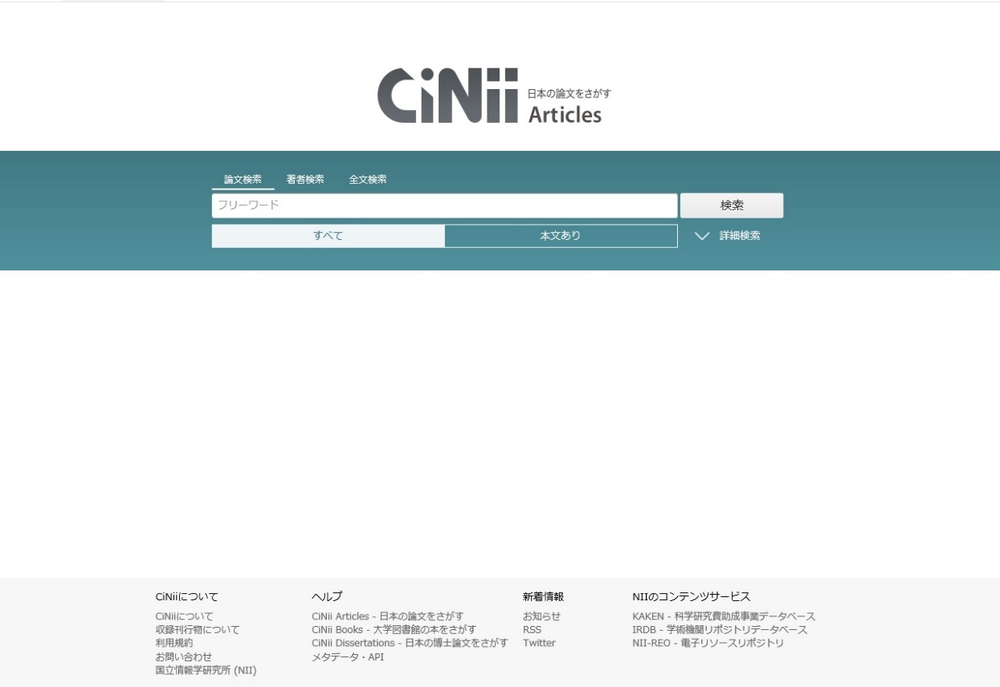 CiNii 日本の論文をさがす
Articles
論文検索 著者検索 全文検索
フリーワード 検索
すべて 本文あり 詳細検索
CiNiiについて
CiNiiについて
収録刊行物について
利用規約
お問い合わせ
国立情報学研究所 (NII)
ヘルプ
CiNii Articles - 日本の論文をさがす
CiNii Books - 大学図書館の本をさがす
CiNii Dissertations - 日本の博士論文をさがす
メタデータ・API
新着情報
お知らせ
RSS
Twitter
NIIのコンテンツサービス
KAKEN - 科学研究費助成事業データベース
IRDB - 学術機関リポジトリデータベース
NII-REO - 電子リソースリポジトリ